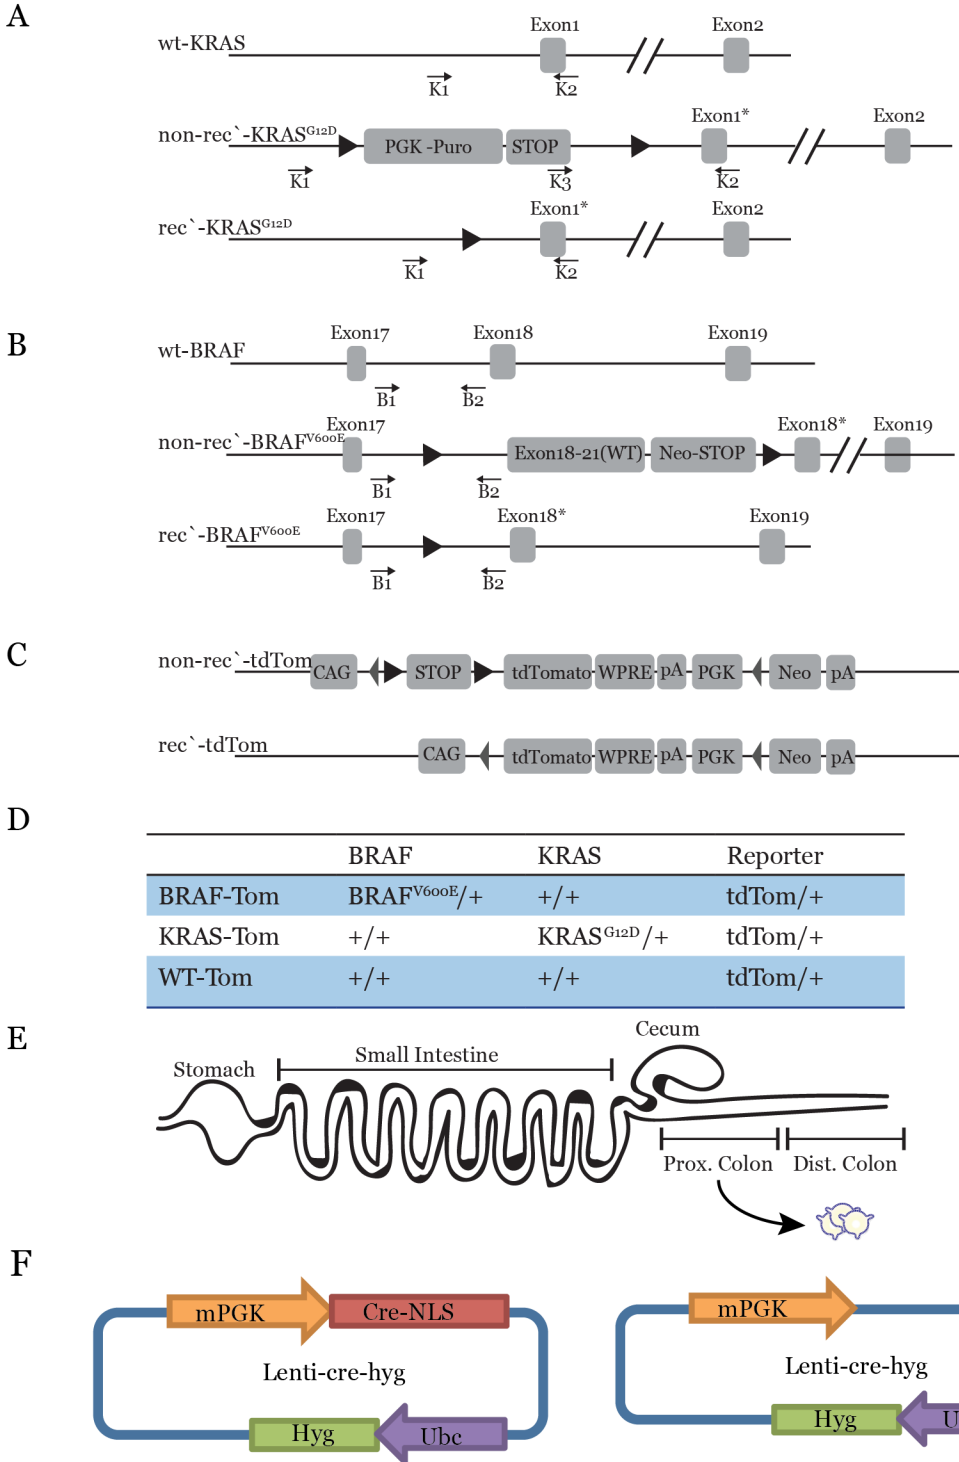 A
wt-KRAS
Exon1
Exon2
K1
K2
non-rec`-KRASG12D
PGK -Puro
STOP
Exon1*
Exon2
K1
K3
K2
rec`-KRASG12D
Exon1*
Exon2
K1
K2
B
wt-BRAF
Exon17
Exon18
Exon19
B1
B2
non-rec`-BRAFV600E
Exon17
Exon18-21(WT)
Neo-STOP
Exon18*
Exon19
B1
B2
rec`-BRAFV600E
Exon17
Exon18*
Exon19
B1
B2
C
non-rec`-tdTom
CAG
STOP
tdTomato
WPRE
pA
PGK
Neo
pA
rec`-tdTom
CAG
tdTomato
WPRE
pA
PGK
Neo
pA
D
BRAF KRAS Reporter
BRAF-Tom BRAFV600E/+ +/+ tdTom/+
KRAS-Tom +/+ KRASG12D/+ tdTom/+
WT-Tom +/+ +/+ tdTom/+
E
Stomach
Small Intestine
Cecum
Prox. Colon
Dist. Colon
F
mPGK
Cre-NLS
Lenti-cre-hyg
Hyg
Ubc
mPGK
Lenti-cre-hyg
Hyg
U